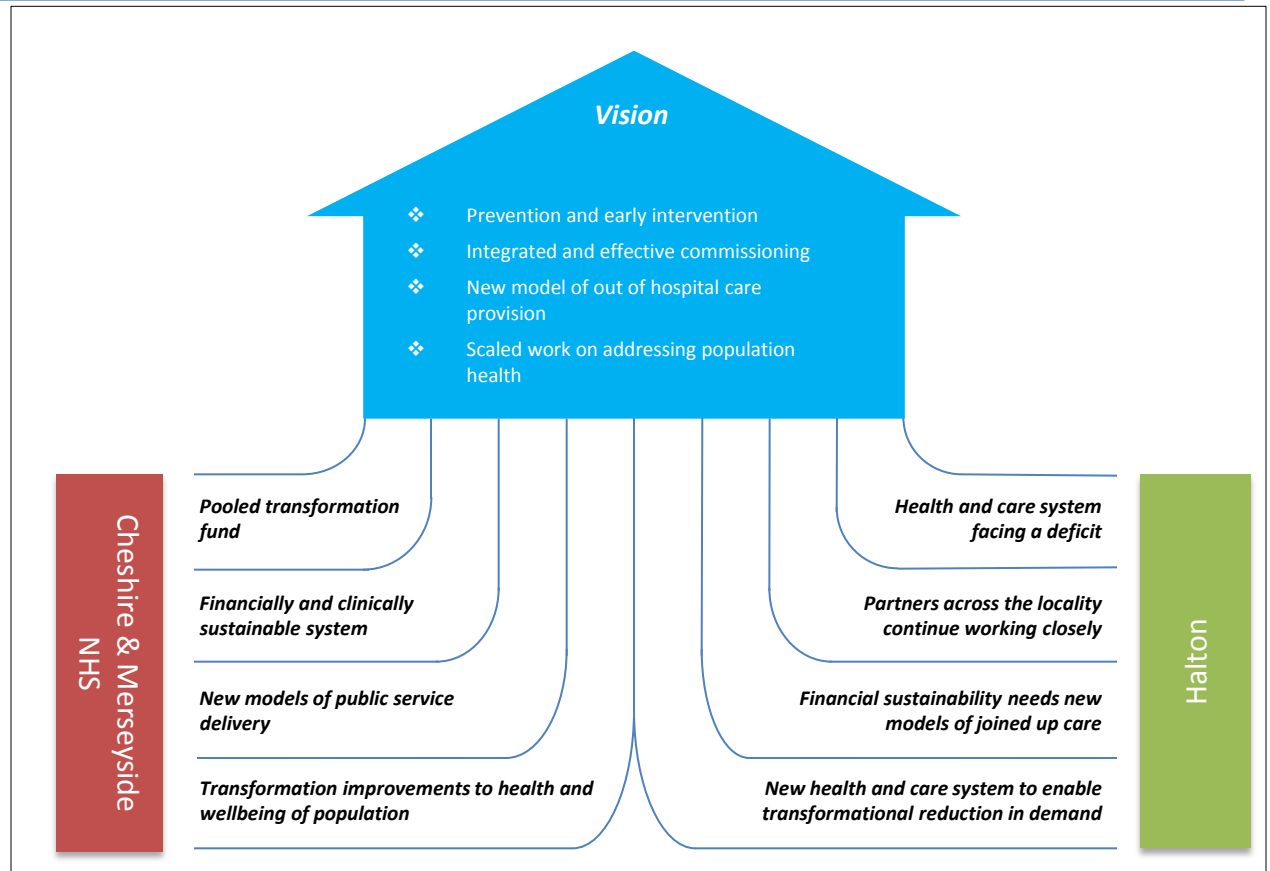 Vision
❖ Prevention and early intervention
❖ Integrated and effective commissioning
❖ New model of out of hospital care
provision
❖ Scaled work on addressing population
health
Cheshire & Merseyside
NHS
Pooled transformation
fund
Financially and clinically
sustainable system
New models of public service
delivery
Transformation improvements to health and
wellbeing of population
Health and care system
facing a deficit
Partners across the locality
continue working closely
Financial sustainability needs new
models of joined up care
New health and care system to enable
transformational reduction in demand
Halton